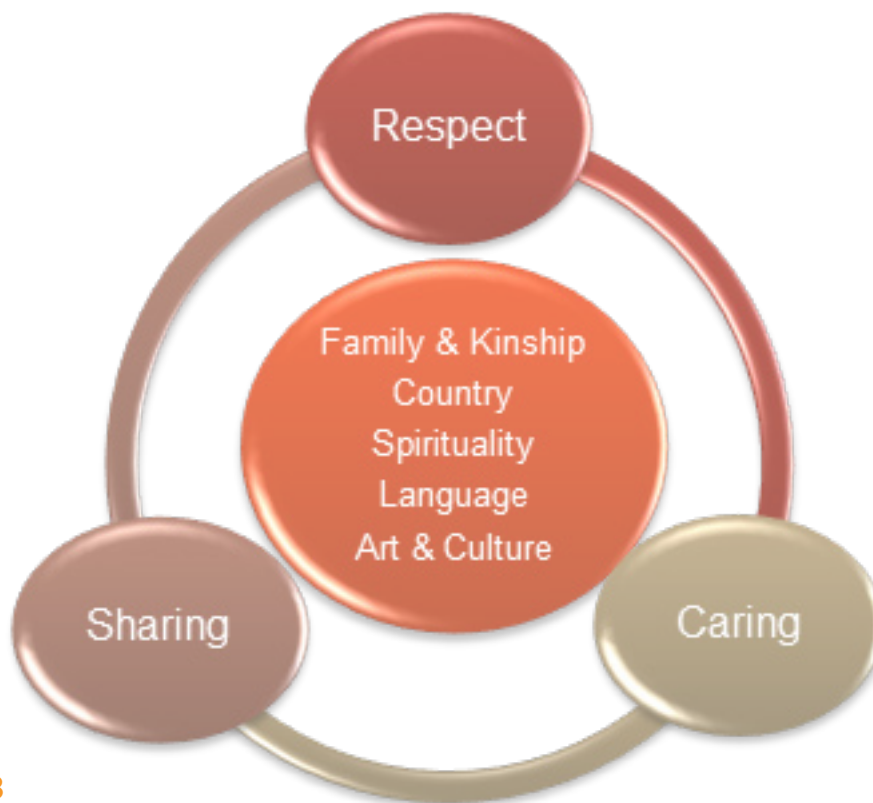 Respect
Family & Kinship
Country
Spirituality
Language
Art & Culture
Sharing
Caring